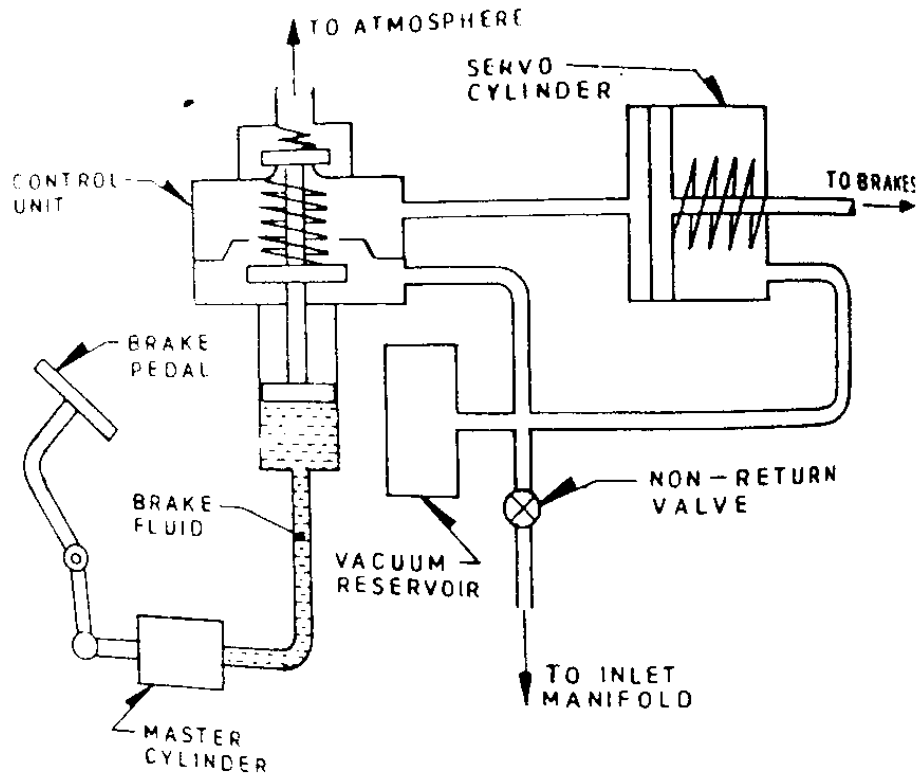 TO ATMOSPHERE
SERVO
CYLINDER
CONTROL-
UNIT
TO BRAKES
BRAKE
PEDAL
NON-RETURN
VALVE
BRAKE
FLUID
VACUUM
RESERVOIR
TO INLET
MANIFOLD
MASTER
CYLINDER